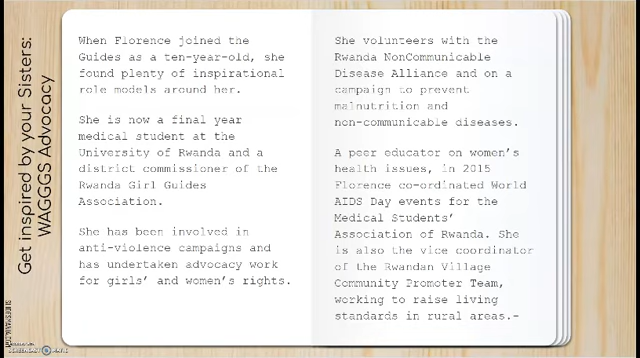 Get inspired by your Sisters:
WAGGGS Advocacy
When Florence joined the
Guides as a ten-year-old, she
found plenty of inspirational
role models around her.
She is now a final year
medical student at the
University of Rwanda and a
district commissioner of the
Rwanda Girl Guides
Association.
She has been involved in
anti-violence campaigns and
has undertaken advocacy work
for girls' and women's rights.
She volunteers with the
Rwanda NonCommunicable
Disease Alliance and on a
campaign to prevent
malnutrition and
non-communicable diseases.
A peer educator on women's
health issues, in 2015
Florence co-ordinated World
AIDS Day events for the
Medical Students'
Association of Rwanda. She
is also the vice coordinator
of the Rwandan Village
Community Promoter Team,
working to raise living
standards in rural areas.-